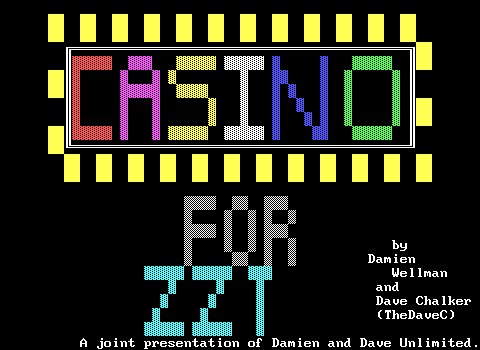 CASINO
FOR
ZZT
by
Damien
Wellman
and
Dave Chalker
(TheDaveC)
A joint presentation of Damien and Dave Unlimited.